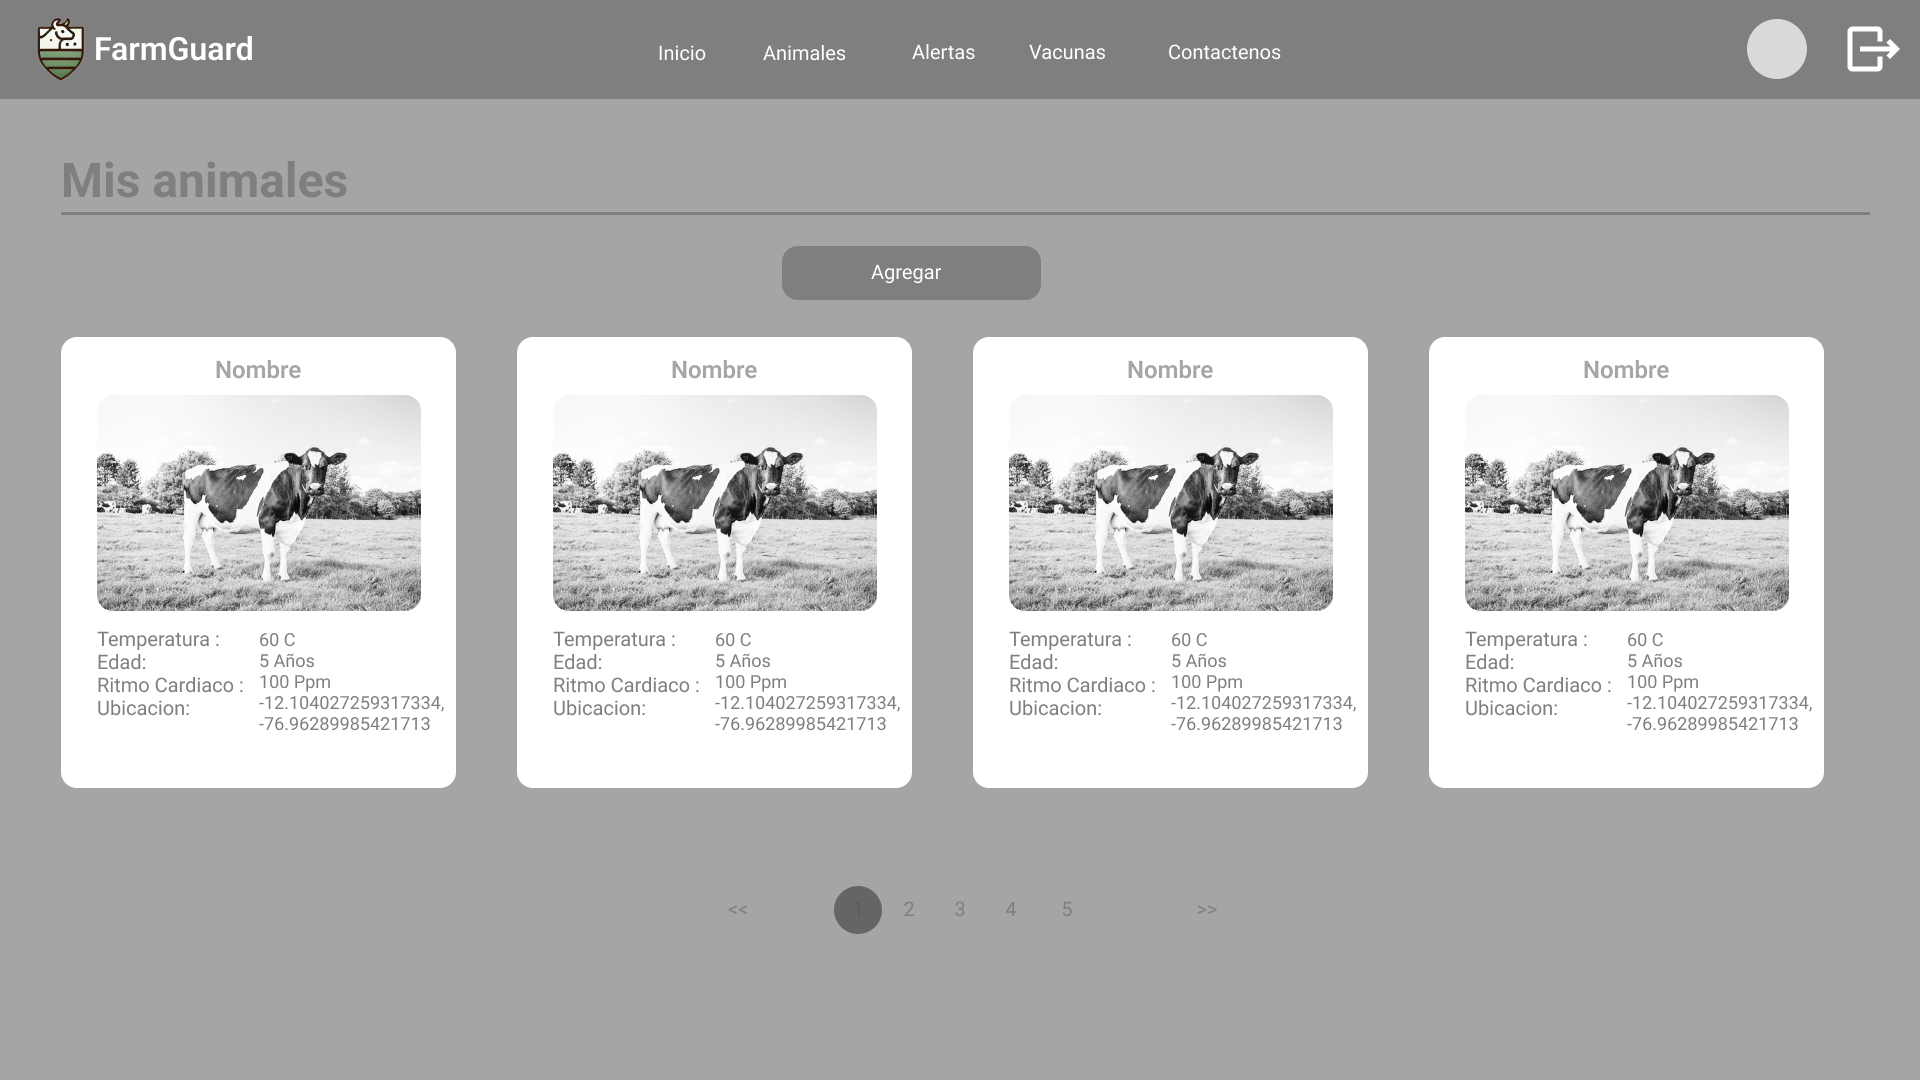 FarmGuard
Inicio
Animales
Alertas
Vacunas
Contactenos
Mis animales
Agregar
Nombre
Temperatura :
60 C
Edad:
5 Años
Ritmo Cardiaco :
100 Ppm
Ubicacion:
-12.104027259317334,
-76.96289985421713
Nombre
Temperatura :
60 C
Edad:
5 Años
Ritmo Cardiaco :
100 Ppm
Ubicacion:
-12.104027259317334,
-76.96289985421713
Nombre
Temperatura :
60 C
Edad:
5 Años
Ritmo Cardiaco :
100 Ppm
Ubicacion:
-12.104027259317334,
-76.96289985421713
Nombre
Temperatura :
60 C
Edad:
5 Años
Ritmo Cardiaco :
100 Ppm
Ubicacion:
-12.104027259317334,
-76.96289985421713
<< 1 2 3 4 5 >>